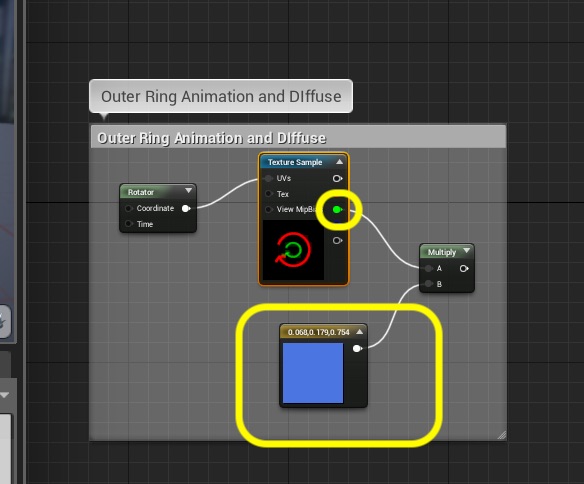 Outer Ring Animation and DIffuse
Outer Ring Animation and DIffuse
Texture Sample
UVs
Tex
View MipBi
Rotator
Coordinate
Time
Multiply
A
B
0.068,0.179,0.754